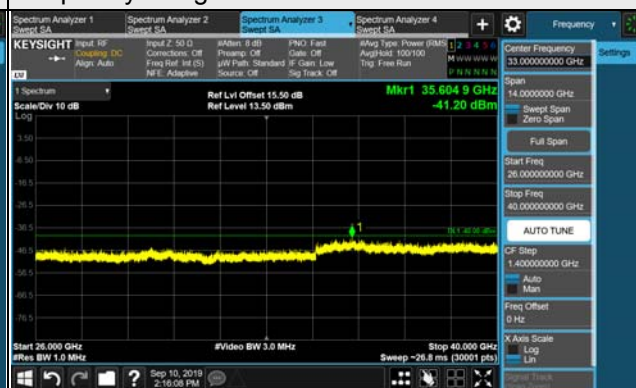 Spectrum Analyzer 1
Swept SA
Spectrum Analyzer 2
Swept SA
Spectrum Analyzer 3
Swept SA
Spectrum Analyzer 4
Swept SA
+
Frequency
KEYSIGHT
Input: RF
Coupling: DC
Align: Auto
Input Z: 50 Ω
Corrections: Off
Freq Ref: Int (S)
NFE: Adaptive
#Atten: 8 dB
Preamp: Off
µW Path: Standard
Source: Off
PNO: Fast
Gate: Off
IF Gain: Low
Sig Track: Off
#Avg Type: Power (RMS)
Avg|Hold: 100/100
Trig: Free Run
1 2 3 4 5 6
M W W W W W
P N N N N N
LXI
1 Spectrum
Scale/Div 10 dB
Log
Ref Lvl Offset 15.50 dB
Ref Level 13.50 dBm
Mkr1 35.604 9 GHz
-41.20 dBm
3.50
-6.50
-16.5
-26.5
-36.5
-46.5
-56.5
-66.5
-76.5
1
Start 26.000 GHz
#Res BW 1.0 MHz
#Video BW 3.0 MHz
Stop 40.000 GHz
Sweep ~26.8 ms (30001 pts)
Sep 10, 2019
2:16:08 PM
Center Frequency
33.000000000 GHz
Settings
Span
14.0000000 GHz
Swept Span
Zero Span
Full Span
Start Freq
26.000000000 GHz
Stop Freq
40.000000000 GHz
AUTO TUNE
CF Step
1.400000000 GHz
Auto
Man
Freq Offset
0 Hz
X Axis Scale
Log
Lin
Signal Track